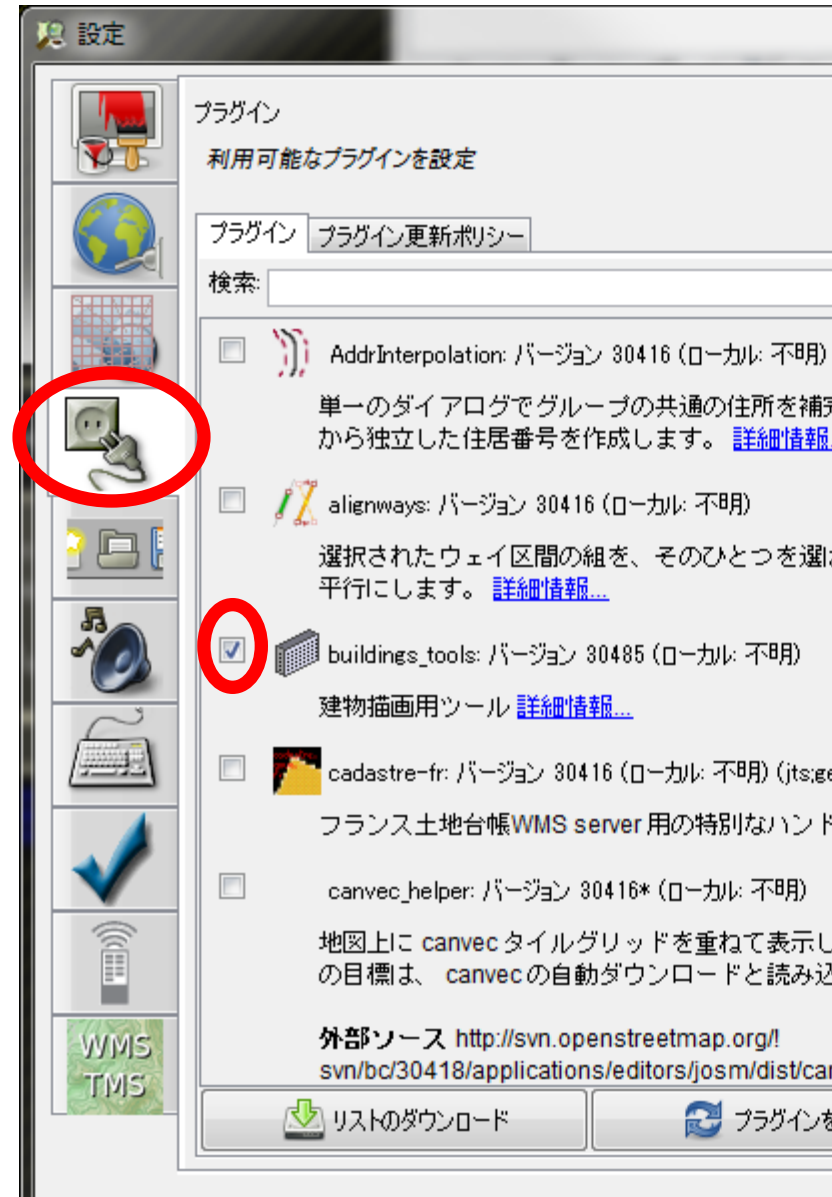 設定
プラグイン
利用可能なプラグインを設定
プラグイン プラグイン更新ポリシー
検索:
AddrInterpolation: バージョン 30416 (ローカル: 不明)
単一のダイアログでグループの共通の住所を補完
から独立した住居番号を作成します。 詳細情報...
alignways: バージョン 30416 (ローカル: 不明)
選択されたウェイ区間の組を、そのひとつを選
平行にします。 詳細情報...
buildings_tools: バージョン 30485 (ローカル: 不明)
建物描画用ツール 詳細情報...
cadastre-fr: バージョン 30416 (ローカル: 不明) (jts;ge
フランス土地台帳WMS server 用の特別なハンド
canvec_helper: バージョン 30416* (ローカル: 不明)
地図上に canvec タイルグリッドを重ねて表示し
の目標は、 canvec の自動ダウンロードと読み込
外部ソース http://svn.openstreetmap.org/!
svn/bc/30418/applications/editors/josm/dist/can
WMS
TMS
リストのダウンロード プラグインを